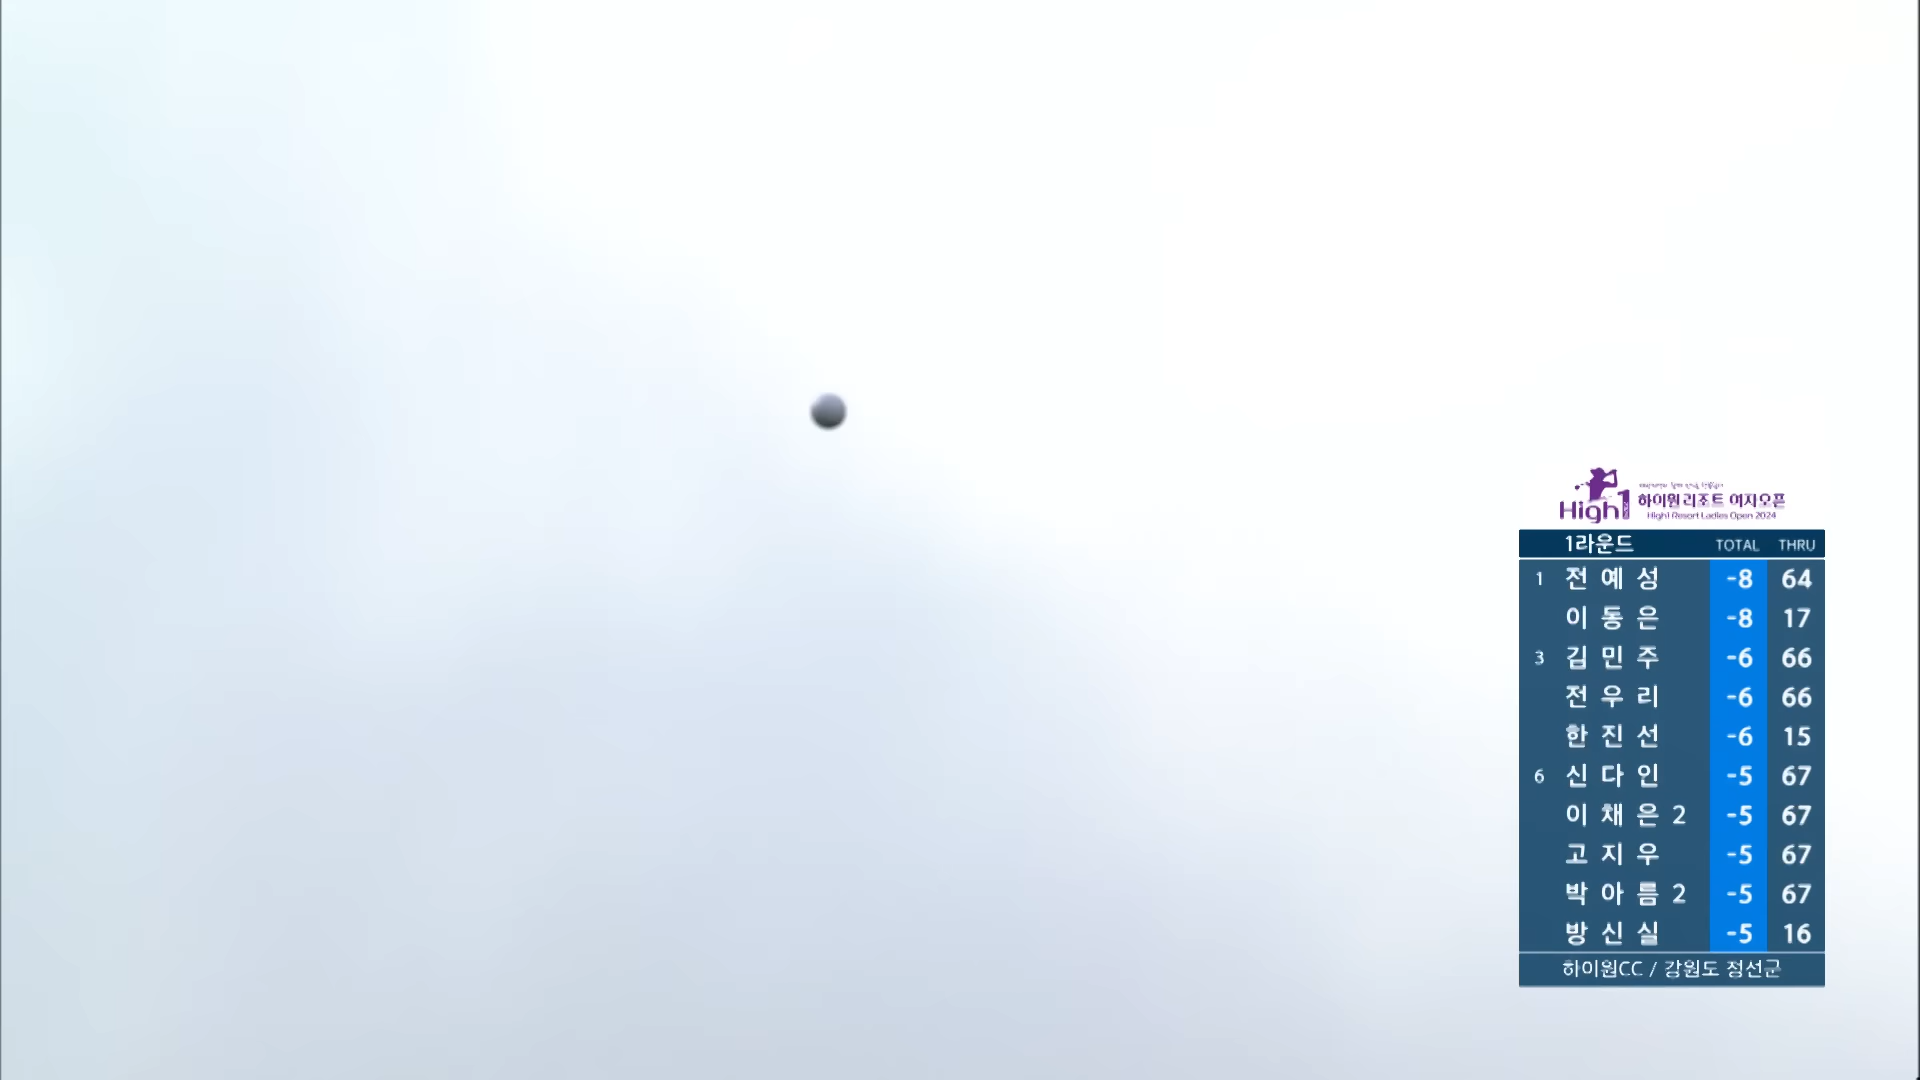 High1
하이원리조트 여자오픈
High1 Resort Ladies Open 2024
1라운드 TOTAL THRU
1 전예성 -8 64
이동은 -8 17
3 김민주 -6 66
전우리 -6 66
한진선 -6 15
6 신다인 -5 67
이채은 2 -5 67
고지우 -5 67
박아름 2 -5 67
방신실 -5 16
하이원CC / 강원도 정선군